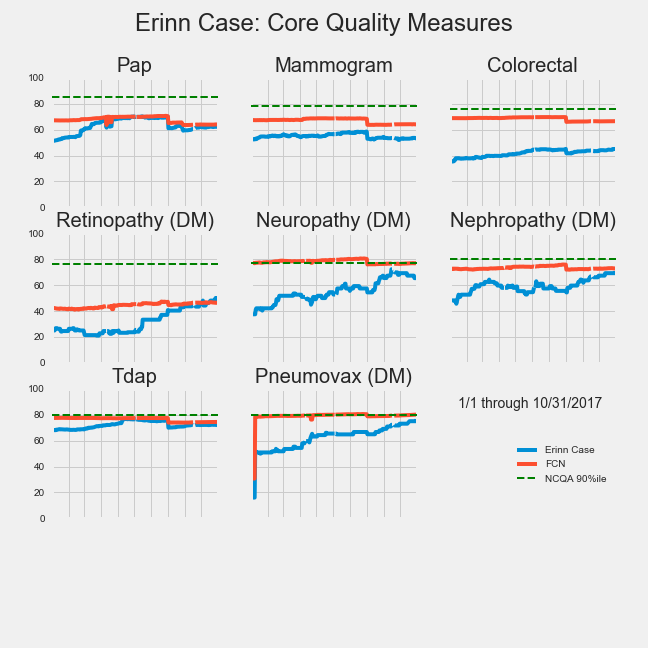 Erinn Case: Core Quality Measures
Pap
Mammogram
Colorectal
100
80
60
40
20
0
Retinopathy (DM)
Neuropathy (DM)
Nephropathy (DM)
100
80
60
40
20
0
Tdap
Pneumovax (DM)
100
80
60
40
20
0
1/1 through 10/31/2017
Erinn Case
FCN
NCQA 90%ile